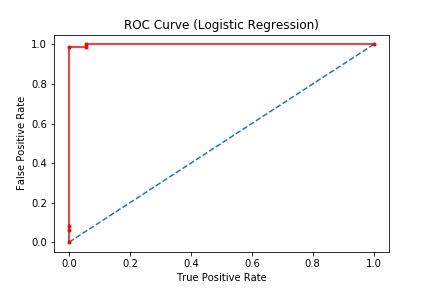 ROC Curve (Logistic Regression)
1.0
0.8
0.6
0.4
0.2
0.0
False Positive Rate
0.0 0.2 0.4 0.6 0.8 1.0
True Positive Rate